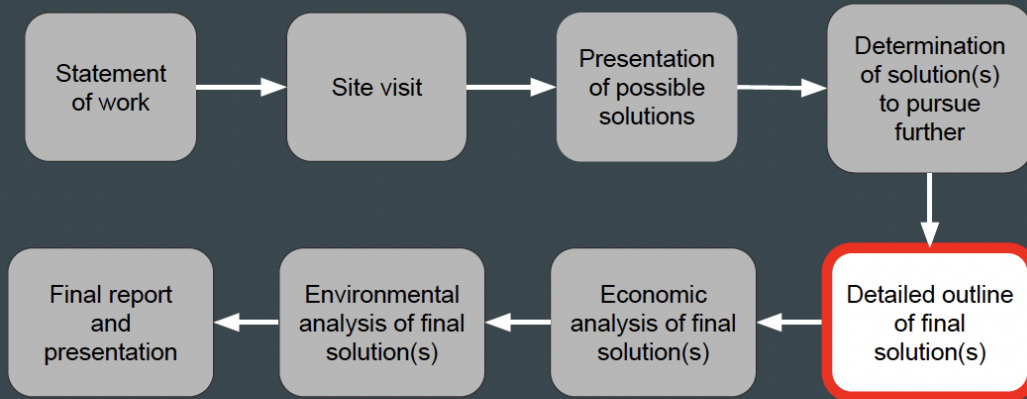 Statement
of work
Site visit
Presentation
of possible
solutions
Determination
of solution(s)
to pursue
further
Detailed outline
of final
solution(s)
Economic
analysis of final
solution(s)
Environmental
analysis of final
solution(s)
Final report
and
presentation